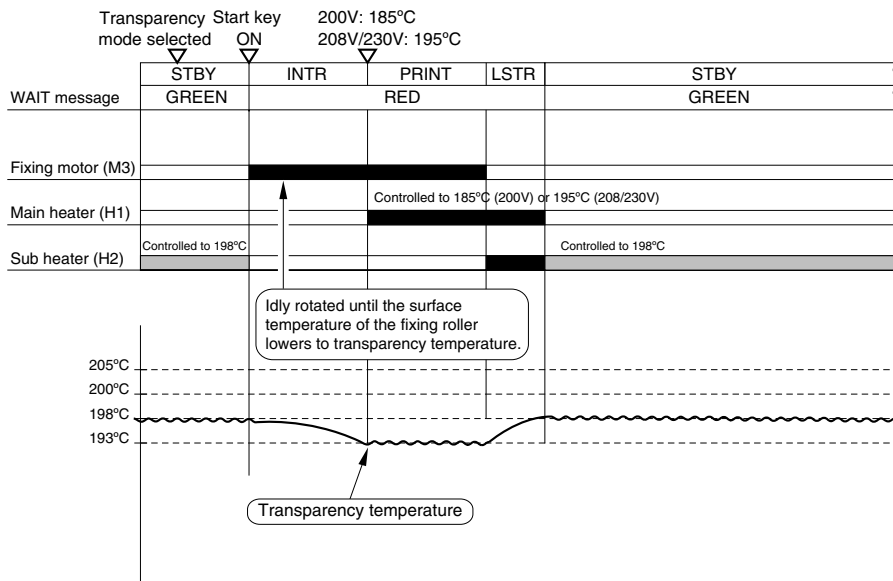 Transparency mode selected
Start key ON
200V: 185ºC
208V/230V: 195ºC
STBY INTR PRINT LSTR STBY
WAIT message GREEN RED GREEN
Fixing motor (M3)
Controlled to 185ºC (200V) or 195ºC (208/230V)
Main heater (H1)
Controlled to 198ºC Controlled to 198ºC
Sub heater (H2)
Idly rotated until the surface
temperature of the fixing roller
lowers to transparency temperature.
205ºC
200ºC
198ºC
193ºC
Transparency temperature